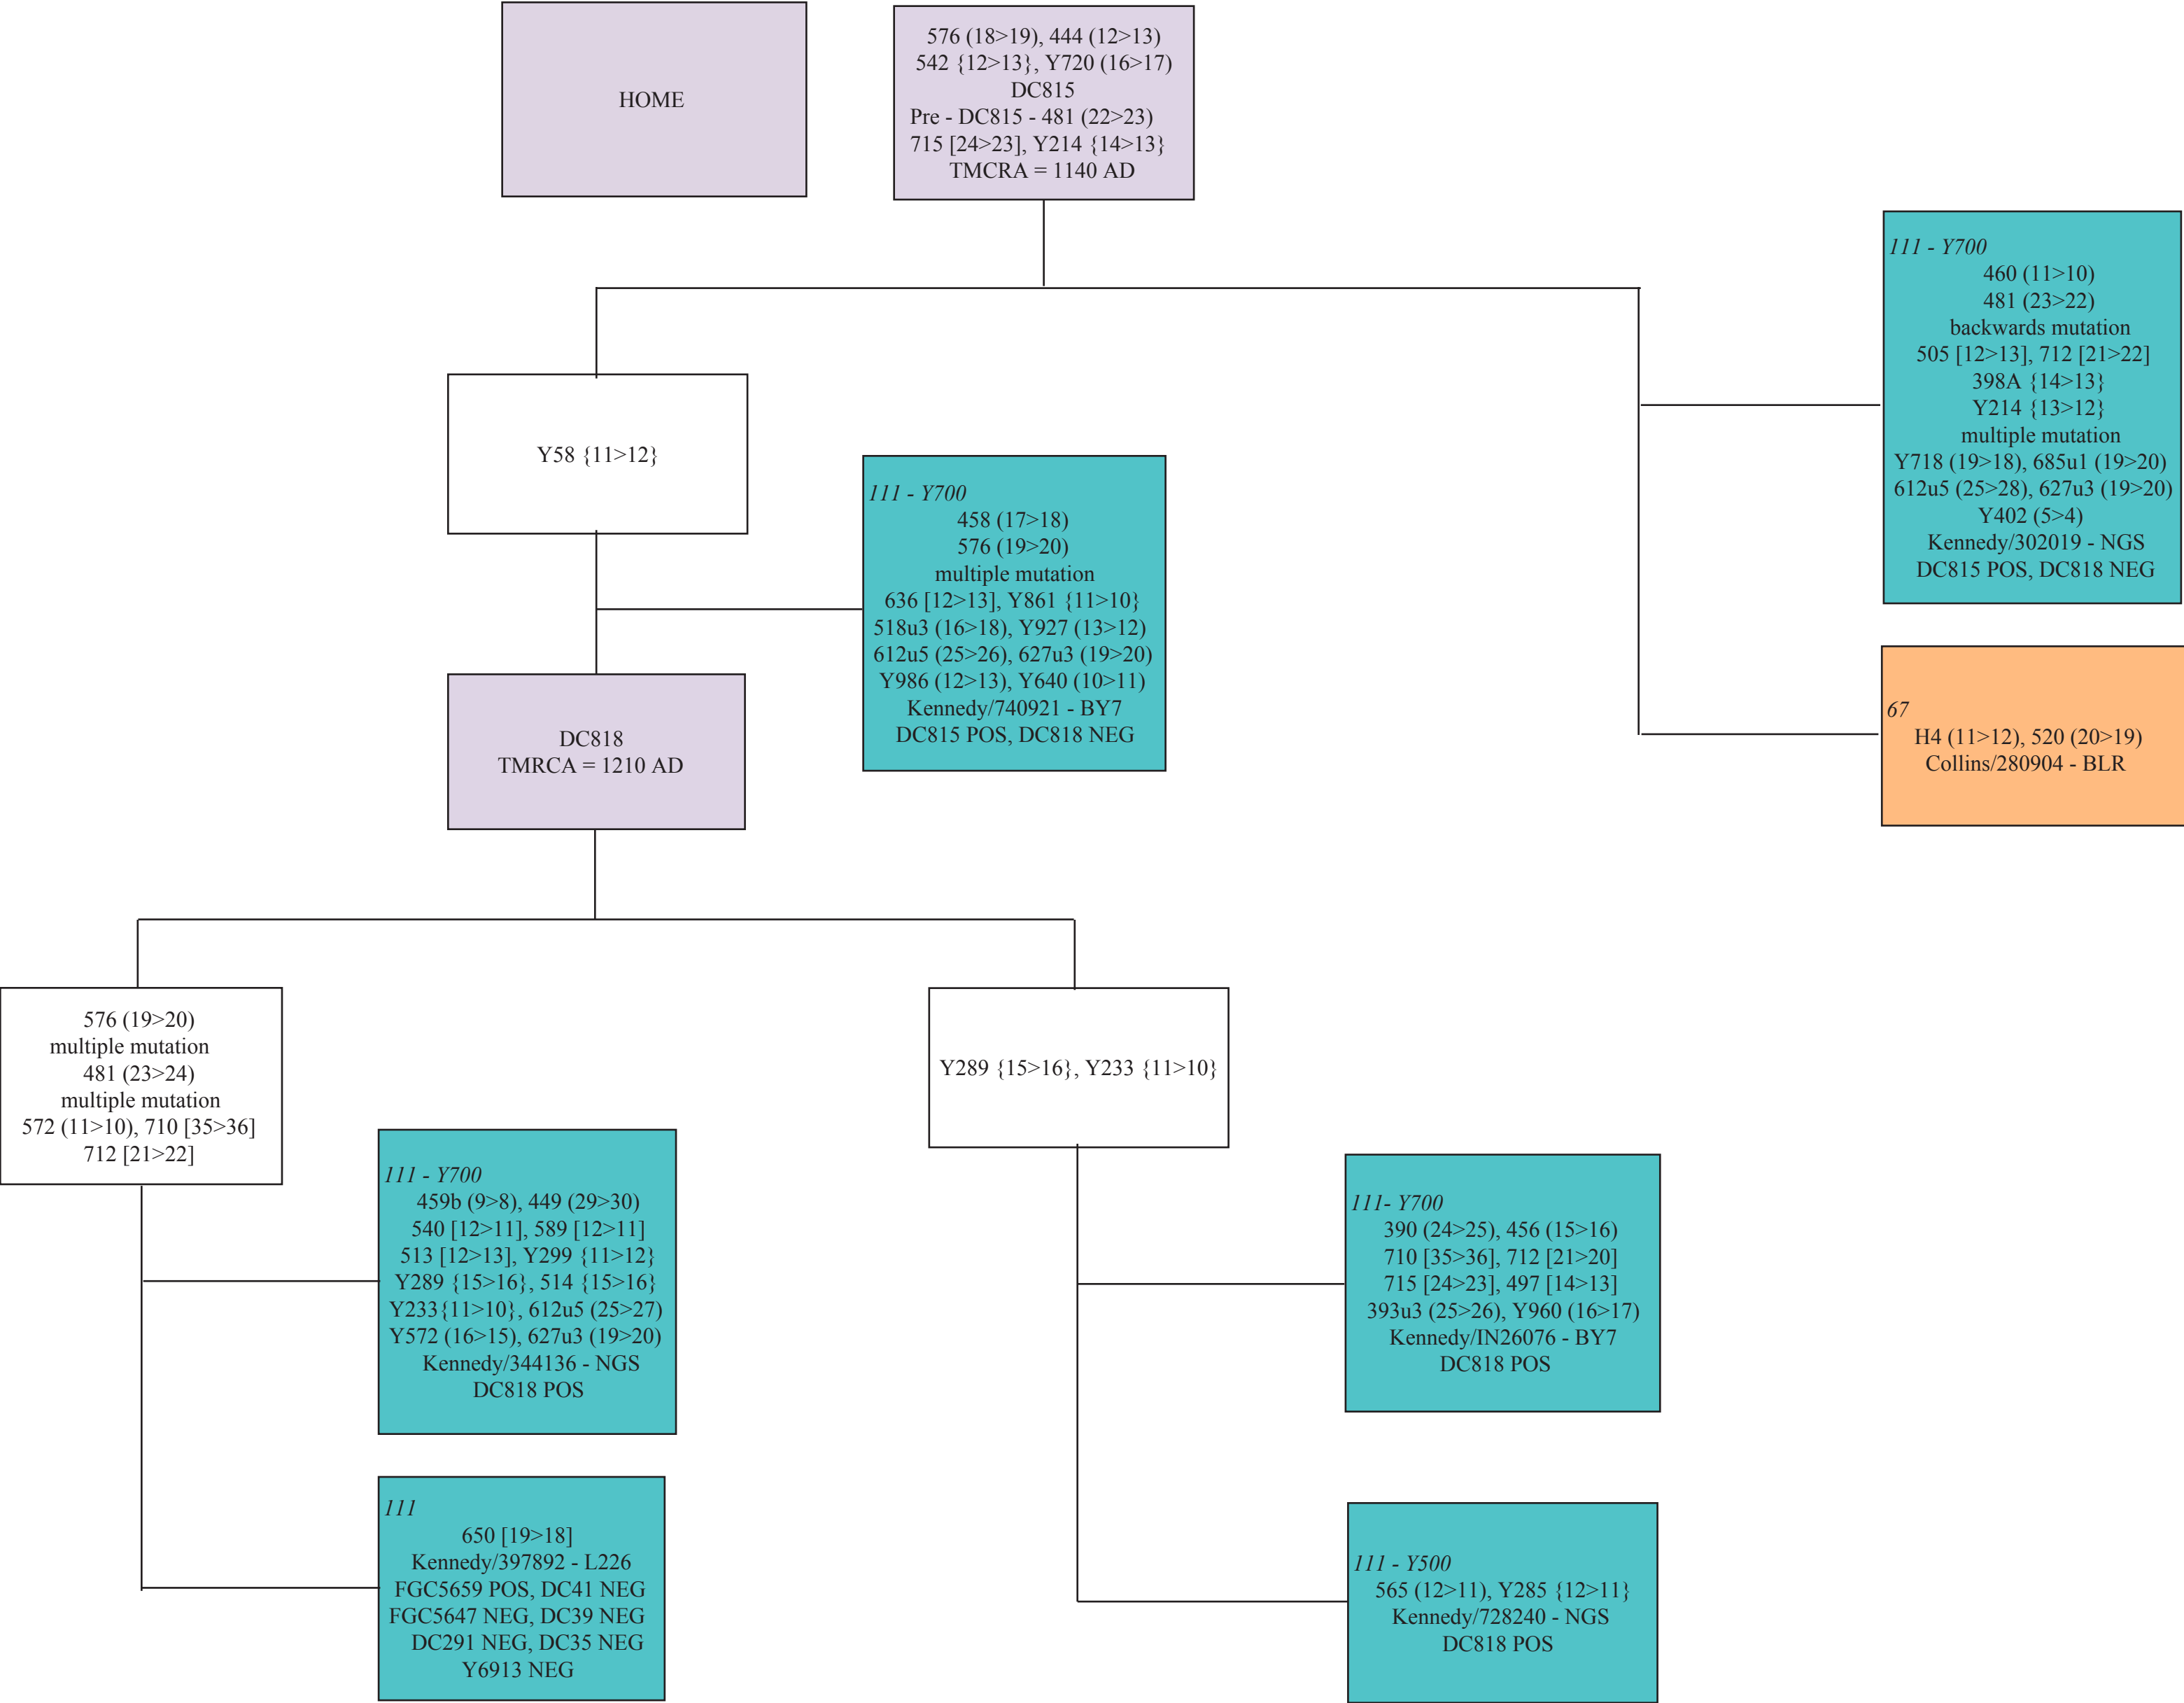 HOME
576 (18>19), 444 (12>13)
542 {12>13}, Y720 (16>17)
DC815
Pre - DC815 - 481 (22>23)
715 [24>23], Y214 {14>13}
TMCRA = 1140 AD
111 - Y700
460 (11>10)
481 (23>22)
backwards mutation
505 [12>13], 712 [21>22]
398A {14>13}
Y214 {13>12}
multiple mutation
Y718 (19>18), 685u1 (19>20)
612u5 (25>28), 627u3 (19>20)
Y402 (5>4)
Kennedy/302019 - NGS
DC815 POS, DC818 NEG
Y58 {11>12}
111 - Y700
458 (17>18)
576 (19>20)
multiple mutation
636 [12>13], Y861 {11>10}
518u3 (16>18), Y927 (13>12)
612u5 (25>26), 627u3 (19>20)
Y986 (12>13), Y640 (10>11)
Kennedy/740921 - BY7
DC815 POS, DC818 NEG
67
H4 (11>12), 520 (20>19)
Collins/280904 - BLR
DC818
TMRCA = 1210 AD
576 (19>20)
multiple mutation
481 (23>24)
multiple mutation
572 (11>10), 710 [35>36]
712 [21>22]
Y289 {15>16}, Y233 {11>10}
111 - Y700
459b (9>8), 449 (29>30)
540 [12>11], 589 [12>11]
513 [12>13], Y299 {11>12}
Y289 {15>16}, 514 {15>16}
Y233{11>10}, 612u5 (25>27)
Y572 (16>15), 627u3 (19>20)
Kennedy/344136 - NGS
DC818 POS
111- Y700
390 (24>25), 456 (15>16)
710 [35>36], 712 [21>20]
715 [24>23], 497 [14>13]
393u3 (25>26), Y960 (16>17)
Kennedy/IN26076 - BY7
DC818 POS
111
650 [19>18]
Kennedy/397892 - L226
FGC5659 POS, DC41 NEG
FGC5647 NEG, DC39 NEG
DC291 NEG, DC35 NEG
Y6913 NEG
111 - Y500
565 (12>11), Y285 {12>11}
Kennedy/728240 - NGS
DC818 POS